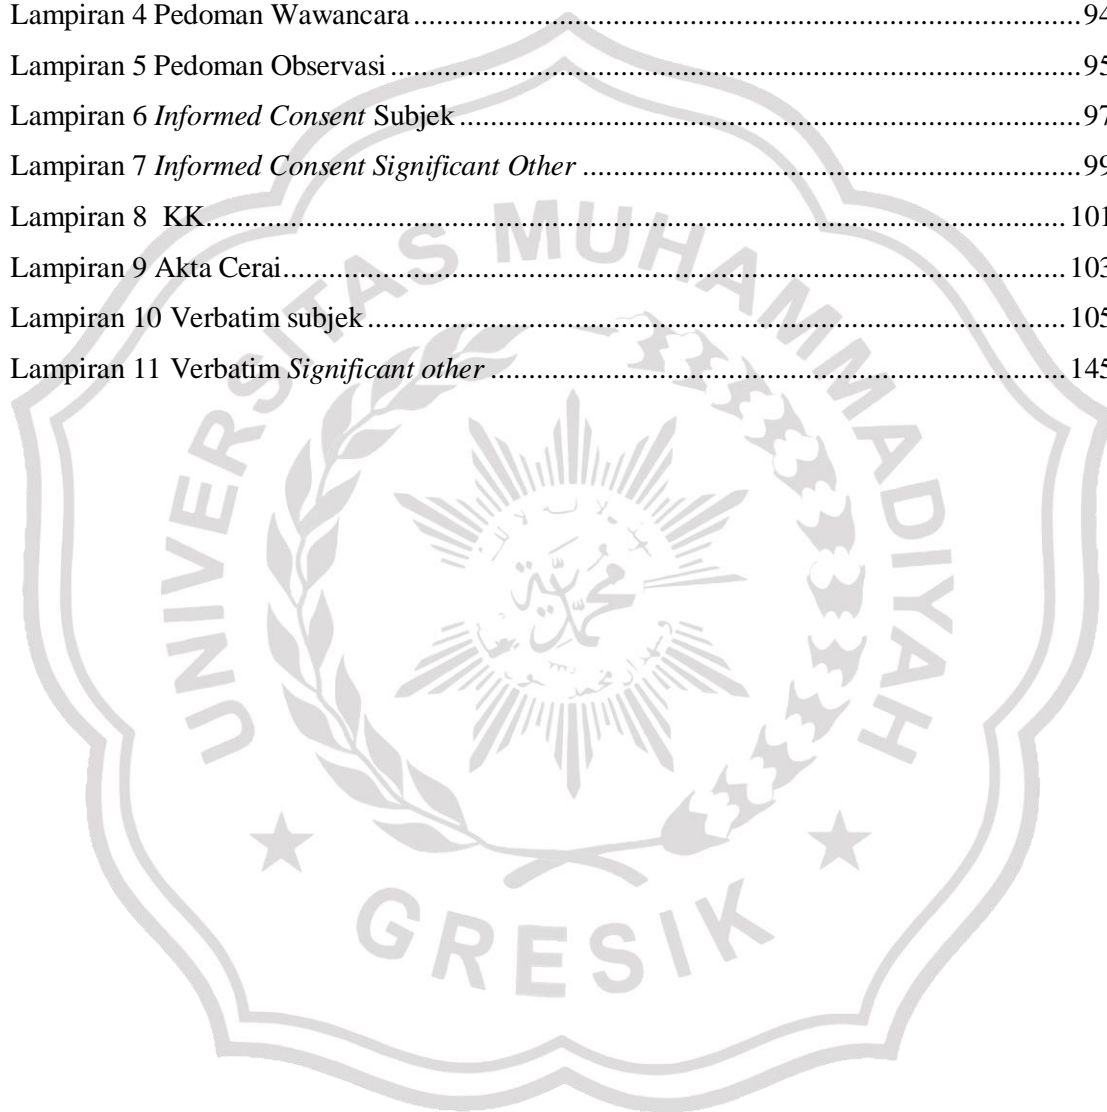 Lampiran 4 Pedoman Wawancara ........ 94
Lampiran 5 Pedoman Observasi ........ 95
Lampiran 6 Informed Consent Subjek ........ 97
Lampiran 7 Informed Consent Significant Other ........ 99
Lampiran 8 KK ........ 101
Lampiran 9 Akta Cerai ........ 103
Lampiran 10 Verbatim subjek ........ 105
Lampiran 11 Verbatim Significant other ........ 145
UNIVERSITAS MUHAMMADIYAH
GRESIK